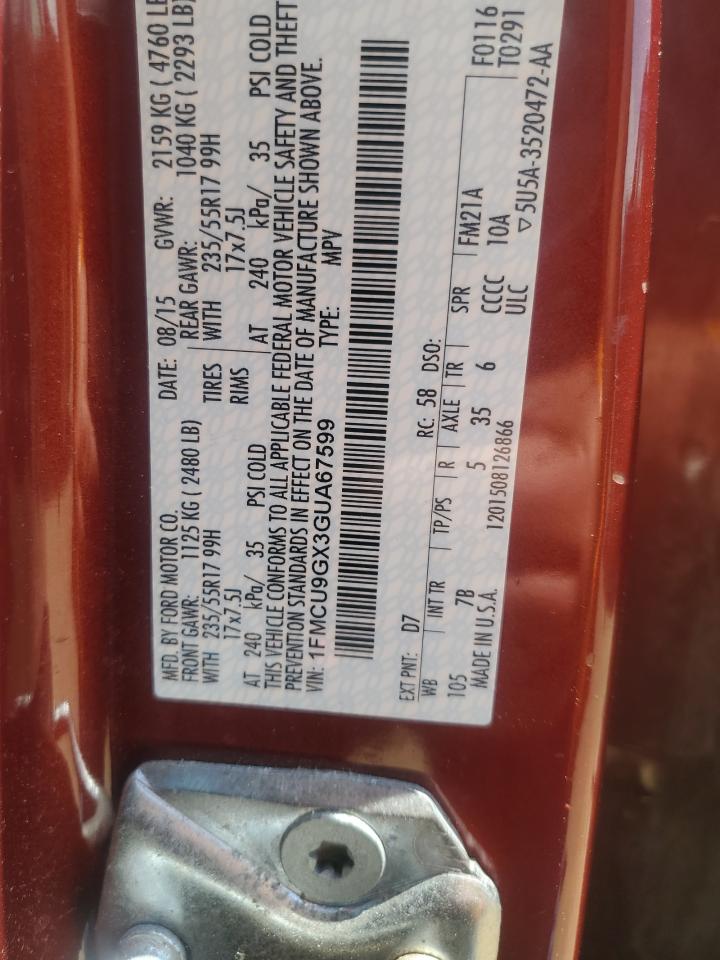 MFD. BY FORD MOTOR CO. DATE: 08/15 GVWR: 2159 KG ( 4760 LB
FRONT GAWR: 1125 KG ( 2480 LB) REAR GAWR: 1040 KG ( 2293 LB)
WITH 235/55R17 99H TIRES WITH 235/55R17 99H
17x7.5J RIMS 17x7.5J
AT 240 kPa/ 35 PSI COLD AT 240 kPa/ 35 PSI COLD
THIS VEHICLE CONFORMS TO ALL APPLICABLE FEDERAL MOTOR VEHICLE SAFETY AND THEFT
PREVENTION STANDARDS IN EFFECT ON THE DATE OF MANUFACTURE SHOWN ABOVE.
VIN: 1FMCU9GX3GUA67599 TYPE: MPV
EXT PNT: D7 RC: 58 DSO: F0116
WB INT TR TP/PS R AXLE TR SPR FM21A T0291
105 7B 5 35 6 CCCC 10A
MADE IN U.S.A. 1201508126866 ULC ▽5U5A-3520472-AA